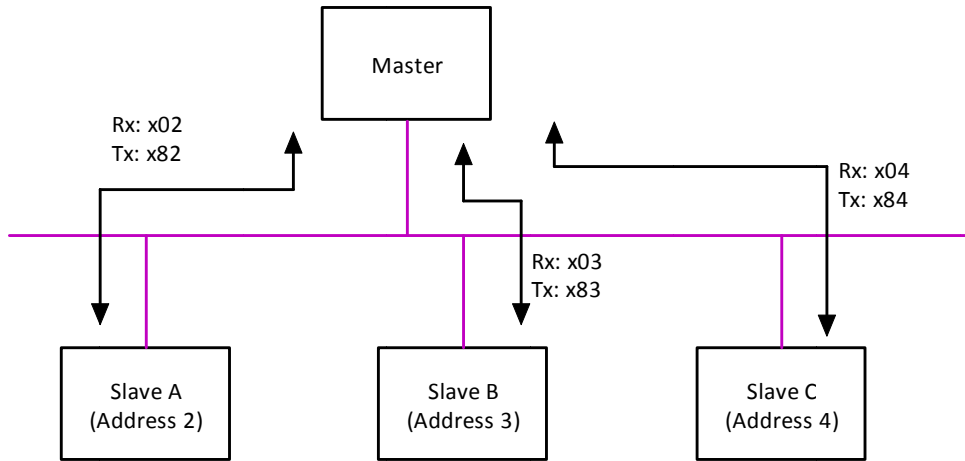 Master
Rx: x02
Tx: x82
Rx: x04
Tx: x84
Rx: x03
Tx: x83
Slave A
(Address 2)
Slave B
(Address 3)
Slave C
(Address 4)